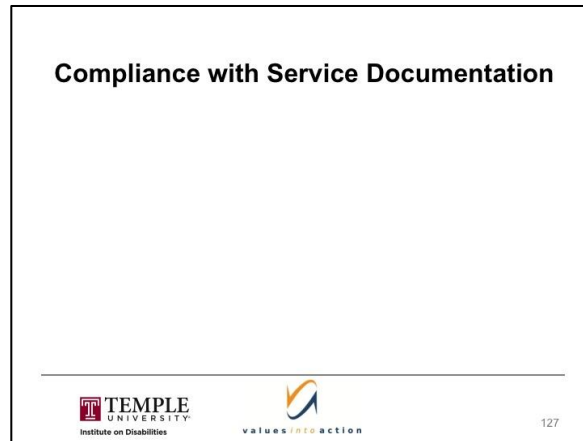 Compliance with Service Documentation
TEMPLE
UNIVERSITY®
Institute on Disabilities
values into action
127